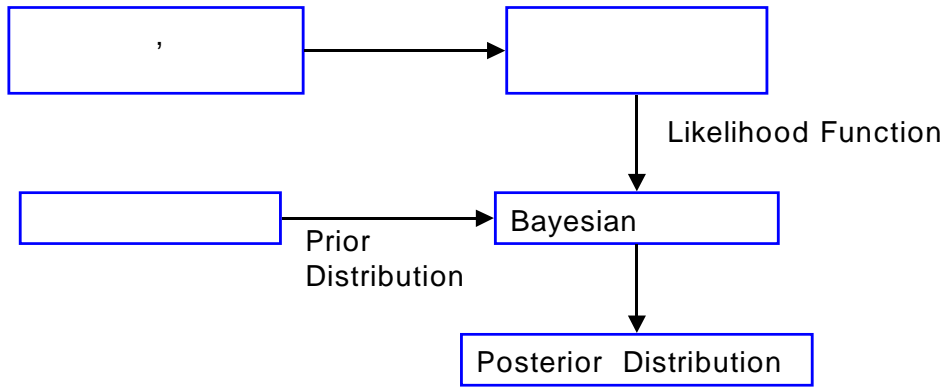 ,
Likelihood Function
Bayesian
Prior
Distribution
Posterior Distribution